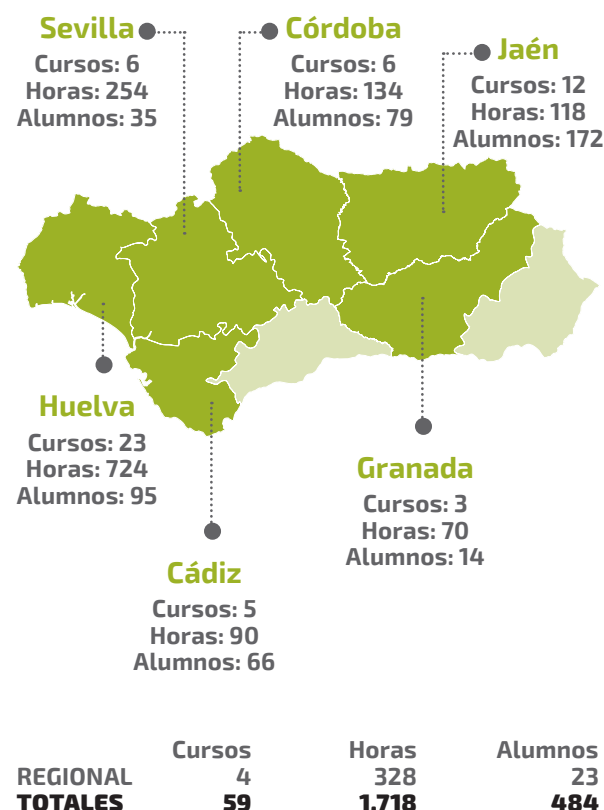 Sevilla
Cursos: 6
Horas: 254
Alumnos: 35
Córdoba
Cursos: 6
Horas: 134
Alumnos: 79
Jaén
Cursos: 12
Horas: 118
Alumnos: 172
Huelva
Cursos: 23
Horas: 724
Alumnos: 95
Granada
Cursos: 3
Horas: 70
Alumnos: 14
Cádiz
Cursos: 5
Horas: 90
Alumnos: 66
Cursos Horas Alumnos
REGIONAL 4 328 23
TOTALES 59 1.718 484